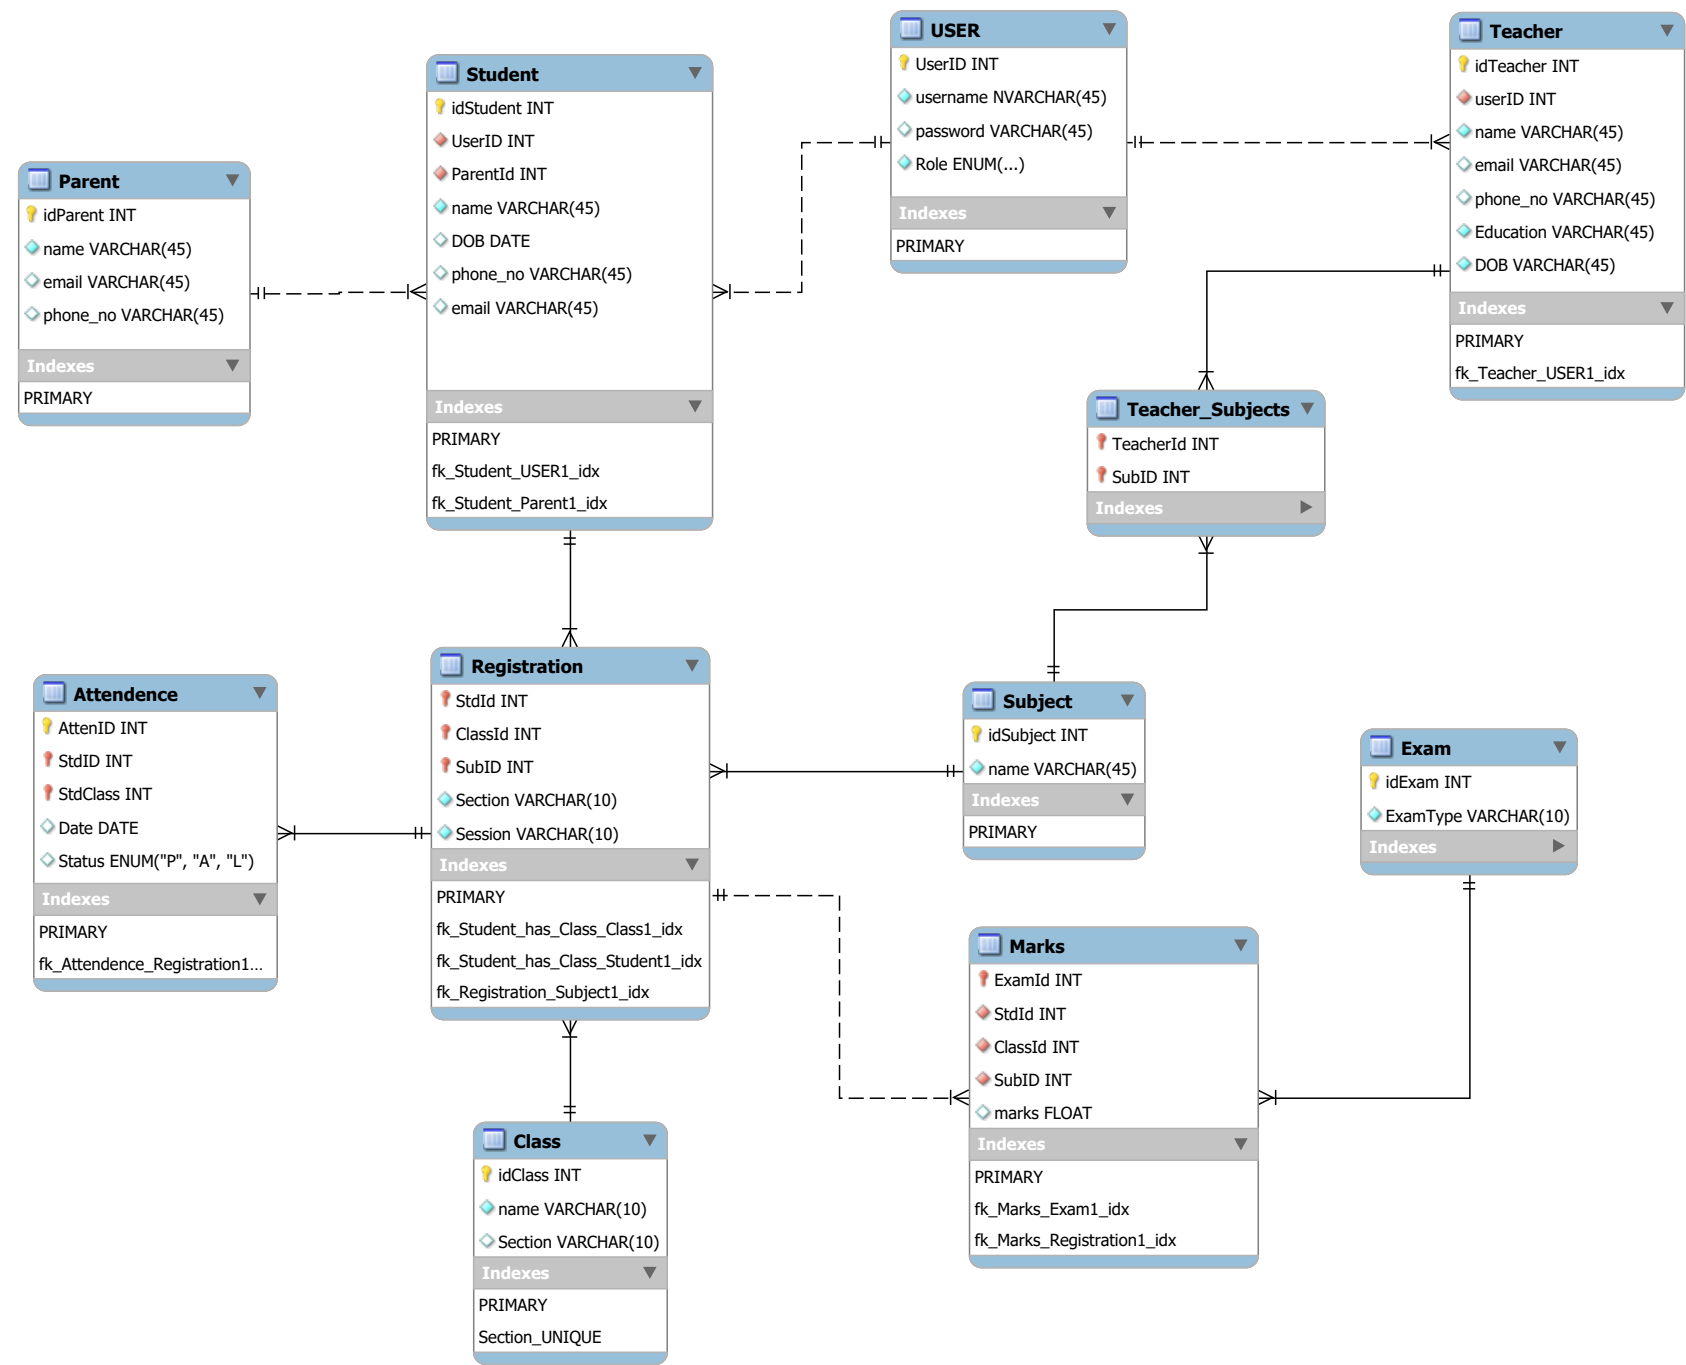 Parent
idParent INT
name VARCHAR(45)
email VARCHAR(45)
phone_no VARCHAR(45)
Indexes
PRIMARY
Student
idStudent INT
UserID INT
ParentId INT
name VARCHAR(45)
DOB DATE
phone_no VARCHAR(45)
email VARCHAR(45)
Indexes
PRIMARY
fk_Student_USER1_idx
fk_Student_Parent1_idx
USER
UserID INT
username NVARCHAR(45)
password VARCHAR(45)
Role ENUM(...)
Indexes
PRIMARY
Teacher
idTeacher INT
userID INT
name VARCHAR(45)
email VARCHAR(45)
phone_no VARCHAR(45)
Education VARCHAR(45)
DOB VARCHAR(45)
Indexes
PRIMARY
fk_Teacher_USER1_idx
Teacher_Subjects
TeacherId INT
SubID INT
Indexes
Attendence
AttenID INT
StdID INT
StdClass INT
Date DATE
Status ENUM("P", "A", "L")
Indexes
PRIMARY
fk_Attendence_Registration1...
Registration
StdId INT
ClassId INT
SubID INT
Section VARCHAR(10)
Session VARCHAR(10)
Indexes
PRIMARY
fk_Student_has_Class_Class1_idx
fk_Student_has_Class_Student1_idx
fk_Registration_Subject1_idx
Subject
idSubject INT
name VARCHAR(45)
Indexes
PRIMARY
Exam
idExam INT
ExamType VARCHAR(10)
Indexes
Marks
ExamId INT
StdId INT
ClassId INT
SubID INT
marks FLOAT
Indexes
PRIMARY
fk_Marks_Exam1_idx
fk_Marks_Registration1_idx
Class
idClass INT
name VARCHAR(10)
Section VARCHAR(10)
Indexes
PRIMARY
Section_UNIQUE